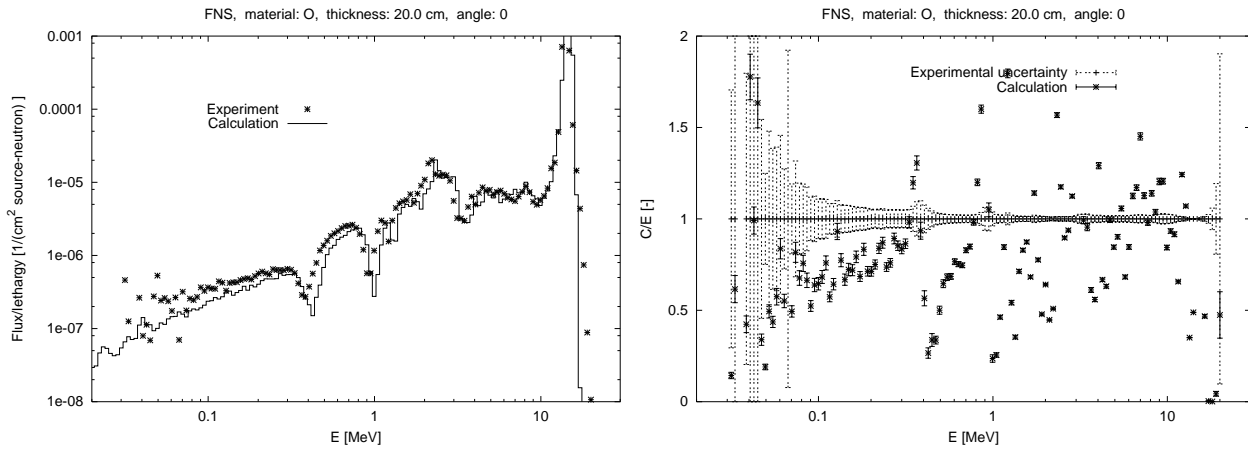 FNS, material: O, thickness: 20.0 cm, angle: 0
0.001
0.0001
1e-05
1e-06
1e-07
1e-08
Flux/lethargy [1/(cm^2 source-neutron) ]
Experiment
Calculation
0.1
1
10
E [MeV]
FNS, material: O, thickness: 20.0 cm, angle: 0
2
1.5
1
0.5
0
C/E [-]
Experimental uncertainty
Calculation
0.1
1
10
E [MeV]